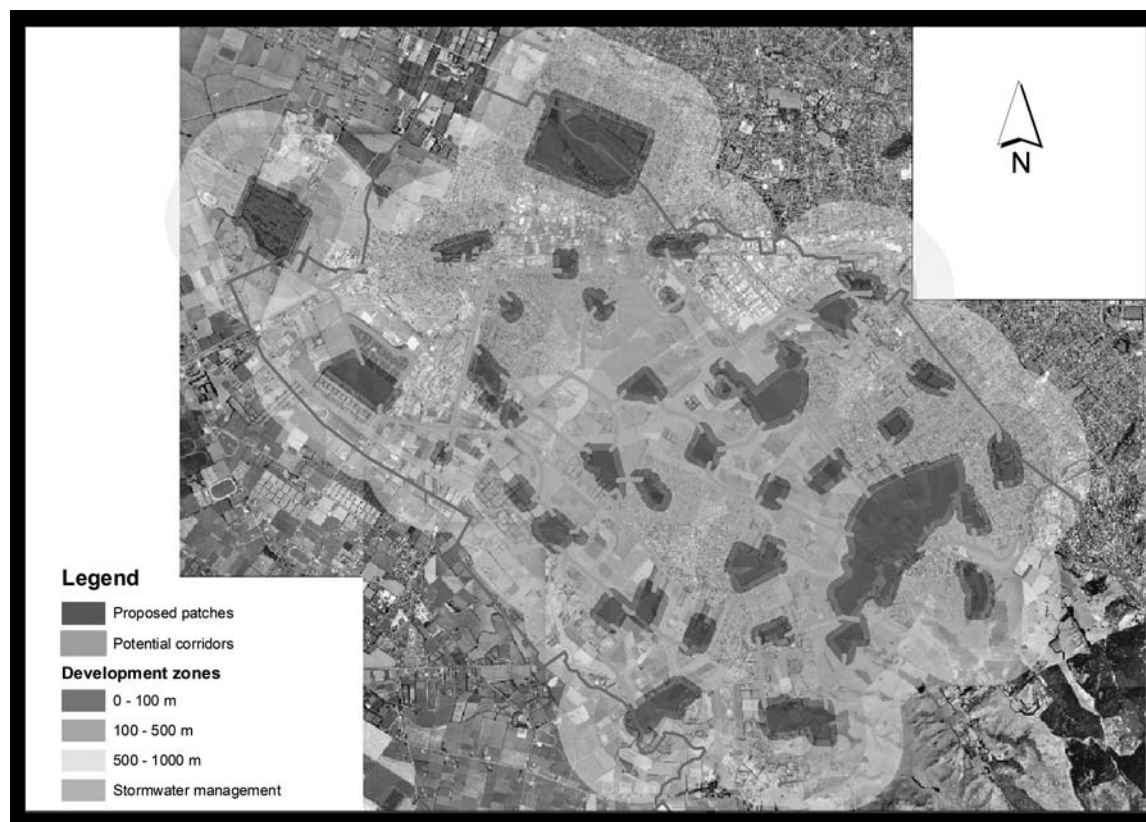 N
Legend
Proposed patches
Potential corridors
Development zones
0 - 100 m
100 - 500 m
500 - 1000 m
Stormwater management